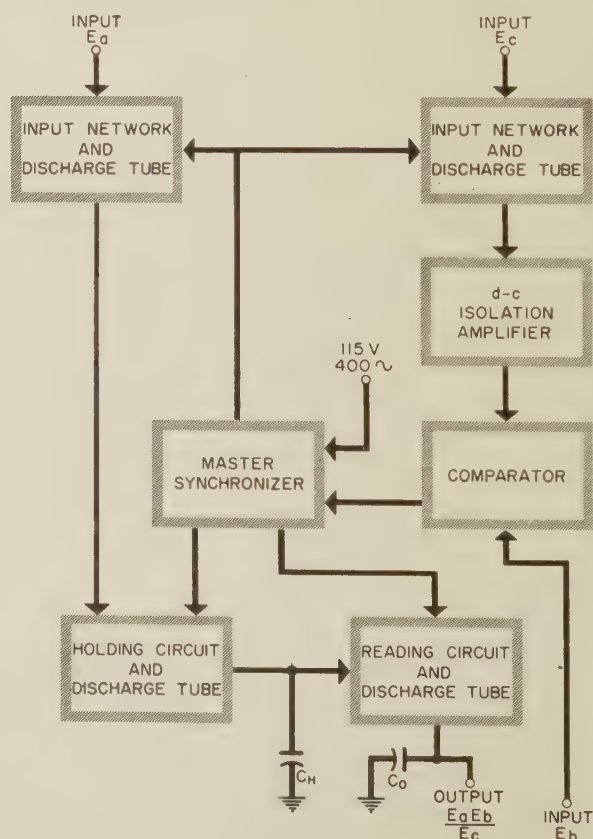 INPUT
Ea
INPUT
Ec
INPUT NETWORK
AND
DISCHARGE TUBE
INPUT NETWORK
AND
DISCHARGE TUBE
d-c
ISOLATION
AMPLIFIER
115 V
400 ~
MASTER
SYNCHRONIZER
COMPARATOR
HOLDING CIRCUIT
AND
DISCHARGE TUBE
READING CIRCUIT
AND
DISCHARGE TUBE
CH
CO
OUTPUT
EaEb
Ec
INPUT
Eb